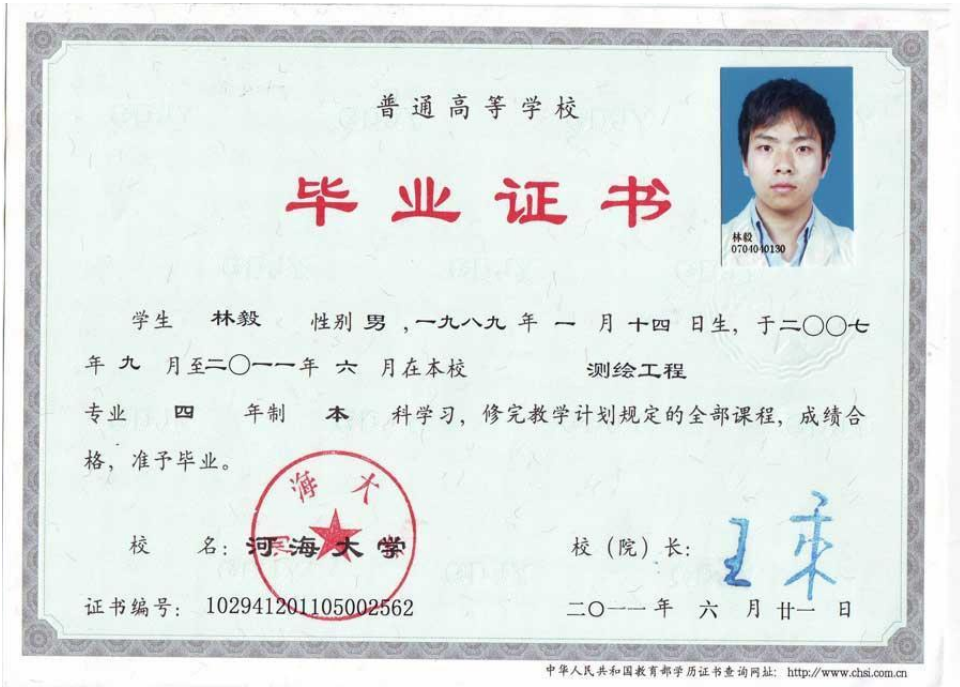 普通高等学校
毕业证书
林毅
0704040130
学生 林毅 性别 男 ,一九八九 年 一 月 十四 日生, 于二〇〇七
年 九 月至二〇一一年 六 月在本校 测绘工程
专业 四 年制 本 科学习, 修完教学计划规定的全部课程, 成绩合
格, 准予毕业。
河海大学
校 名: 河海大学 校（院）长:
证书编号: 102941201105002562 二〇一一 年 六 月 廿一 日
中华人民共和国教育部学历证书查询网址: http://www.chsi.com.cn